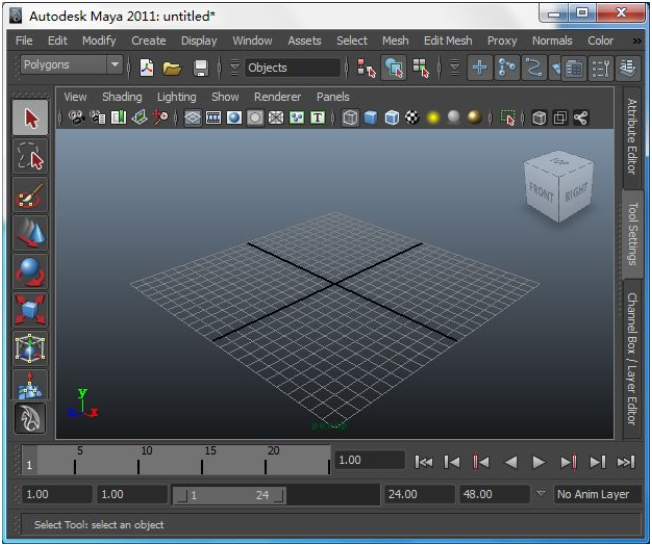 Autodesk Maya 2011: untitled*
File Edit Modify Create Display Window Assets Select Mesh Edit Mesh Proxy Normals Color »
Polygons Objects
View Shading Lighting Show Renderer Panels
Attribute Editor
Tool Settings
Channel Box / Layer Editor
TOP
FRONT RIGHT
y
z x
persp
1 5 10 15 20 1.00
1.00 1.00 1 24 24.00 48.00 No Anim Layer
Select Tool: select an object